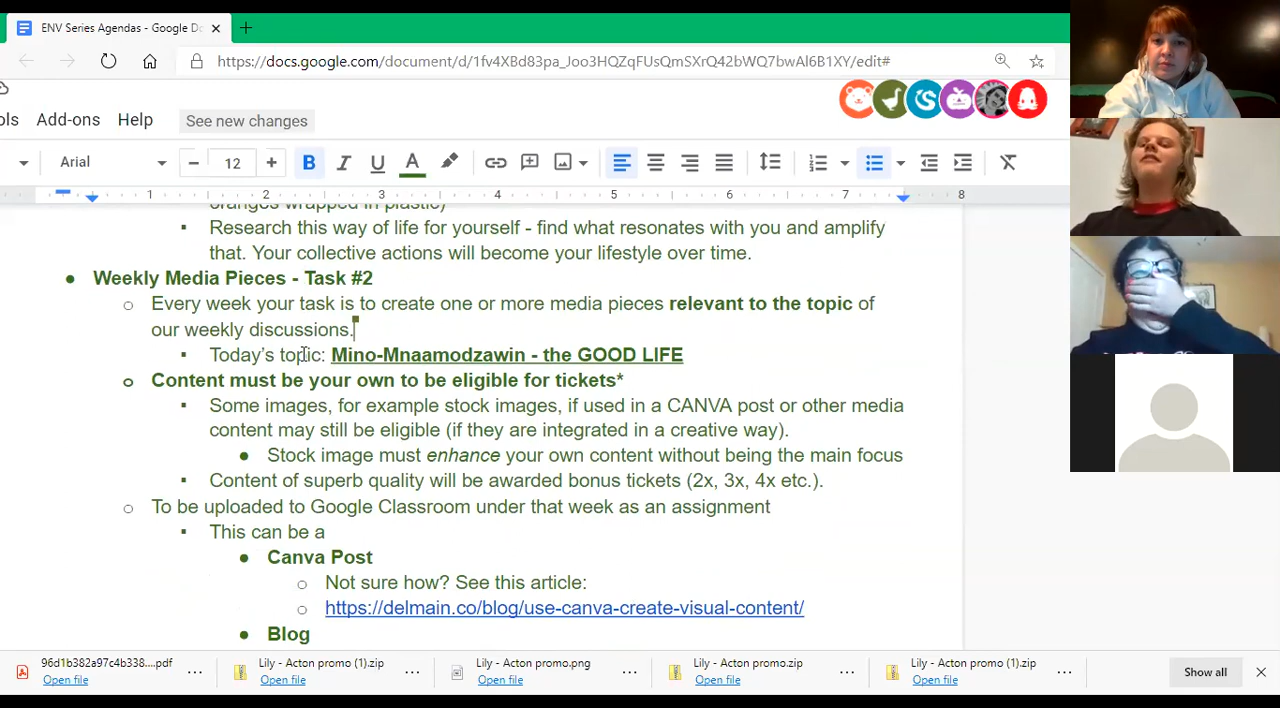 ENV Series Agendas - Google Do
https://docs.google.com/document/d/1fv4XBd83pa_Joo3HQZqFUsQmSXrQ42bWQ7bwAl6B1XY/edit#
ols Add-ons Help See new changes
Arial 12 B I U A
1 2 3 4 5 6 7 8
oranges wrapped in plastic)
Research this way of life for yourself - find what resonates with you and amplify
that. Your collective actions will become your lifestyle over time.
Weekly Media Pieces - Task #2
Every week your task is to create one or more media pieces relevant to the topic of
our weekly discussions.
Today's topic: Mino-Mnaamodzawin - the GOOD LIFE
Content must be your own to be eligible for tickets*
Some images, for example stock images, if used in a CANVA post or other media
content may still be eligible (if they are integrated in a creative way).
Stock image must enhance your own content without being the main focus
Content of superb quality will be awarded bonus tickets (2x, 3x, 4x etc.).
To be uploaded to Google Classroom under that week as an assignment
This can be a
Canva Post
Not sure how? See this article:
https://delmain.co/blog/use-canva-create-visual-content/
Blog
96d1b382a97c4b338....pdf Lily - Acton promo (1).zip Lily - Acton promo.png Lily - Acton promo.zip Lily - Acton promo (1).zip Show all
Open file Open file Open file Open file Open file